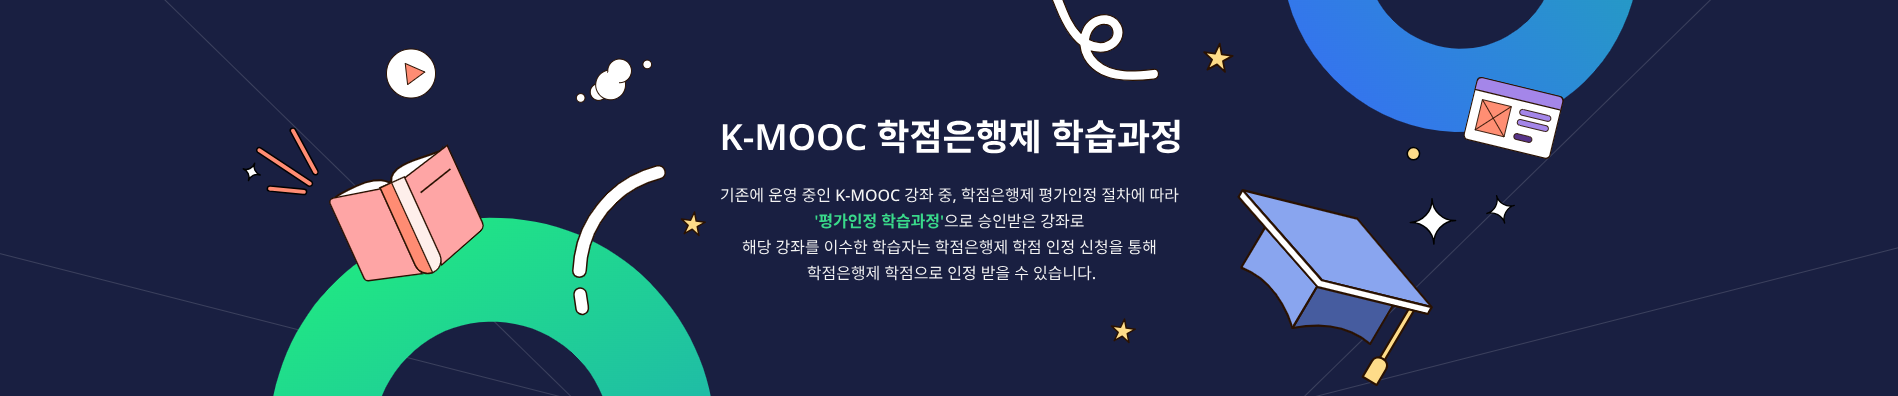 K-MOOC 학점은행제 학습과정
기존에 운영 중인 K-MOOC 강좌 중, 학점은행제 평가인정 절차에 따라
'평가인정 학습과정'으로 승인받은 강좌로
해당 강좌를 이수한 학습자는 학점은행제 학점 인정 신청을 통해
학점은행제 학점으로 인정 받을 수 있습니다.